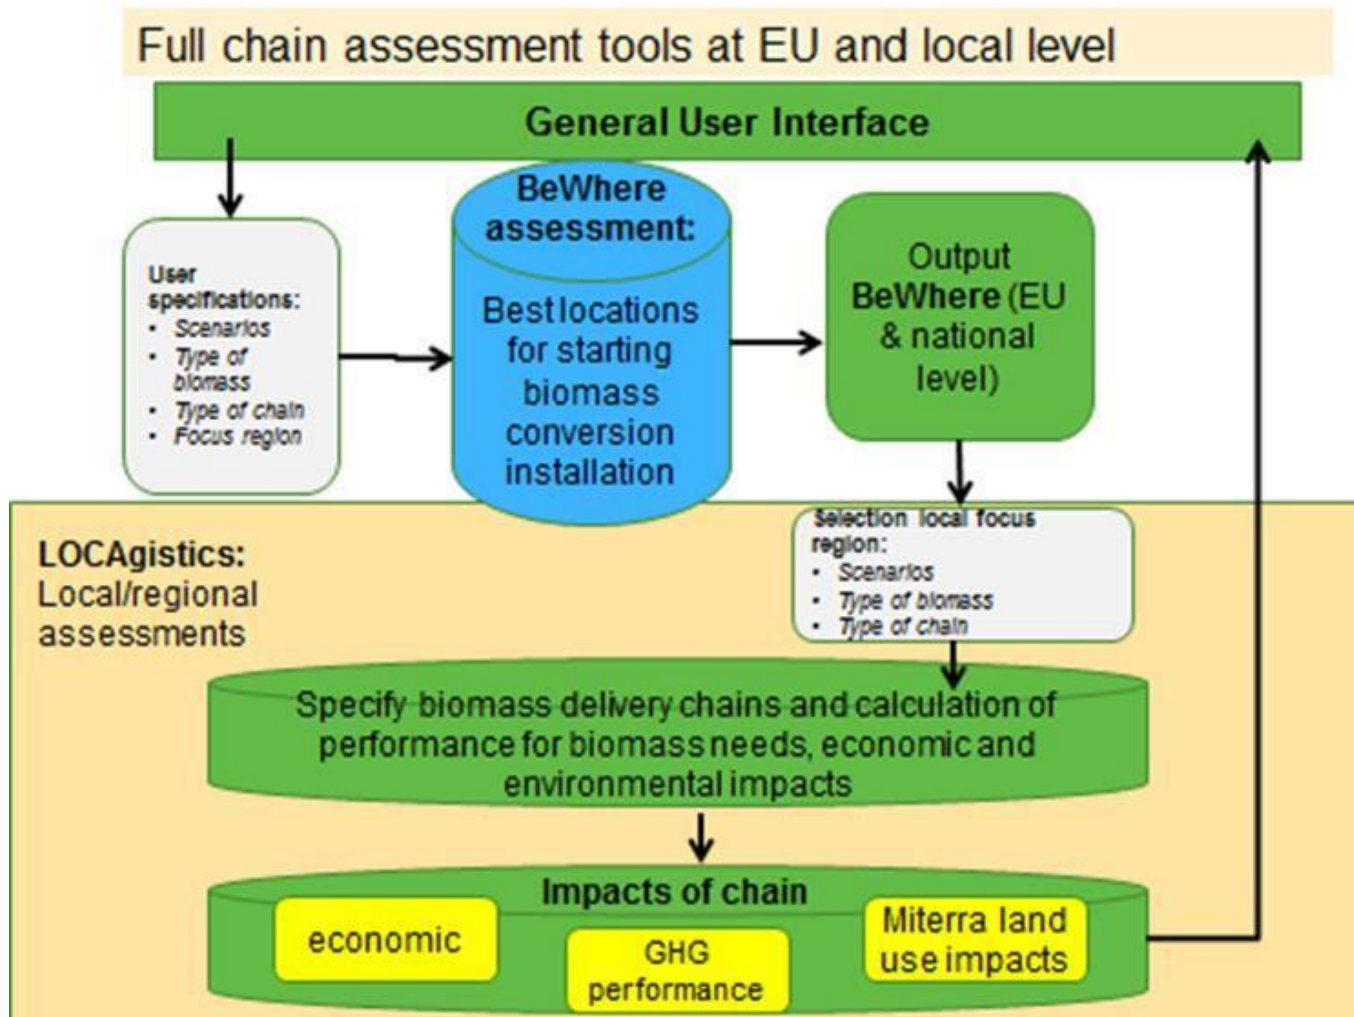 Full chain assessment tools at EU and local level
General User Interface
User
specifications:
• Scenarios
• Type of
biomass
• Type of chain
• Focus region
BeWhere
assessment:
Best locations
for starting
biomass
conversion
installation
Output
BeWhere (EU
& national
level)
Selection local focus
region:
• Scenarios
• Type of biomass
• Type of chain
LOCAgistics:
Local/regional
assessments
Specify biomass delivery chains and calculation of
performance for biomass needs, economic and
environmental impacts
Impacts of chain
economic
GHG
performance
Miterra land
use impacts